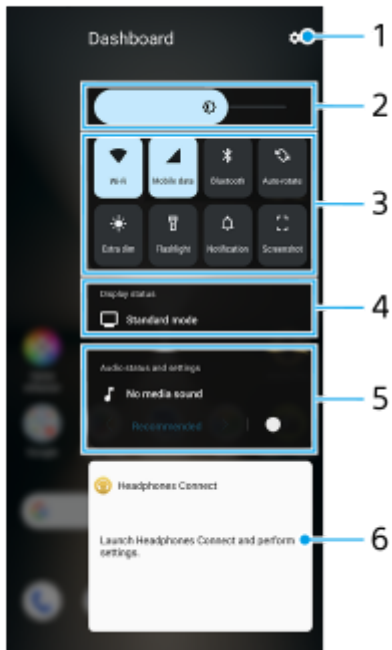 Dashboard
1
2
Wi-Fi
Mobile data
Bluetooth
Auto-rotate
3
Extra dim
Flashlight
Notification
Screenshot
Display status
4
Standard mode
Audio status and settings
5
No media sound
Recommended
Headphones Connect
Launch Headphones Connect and perform
6
settings.